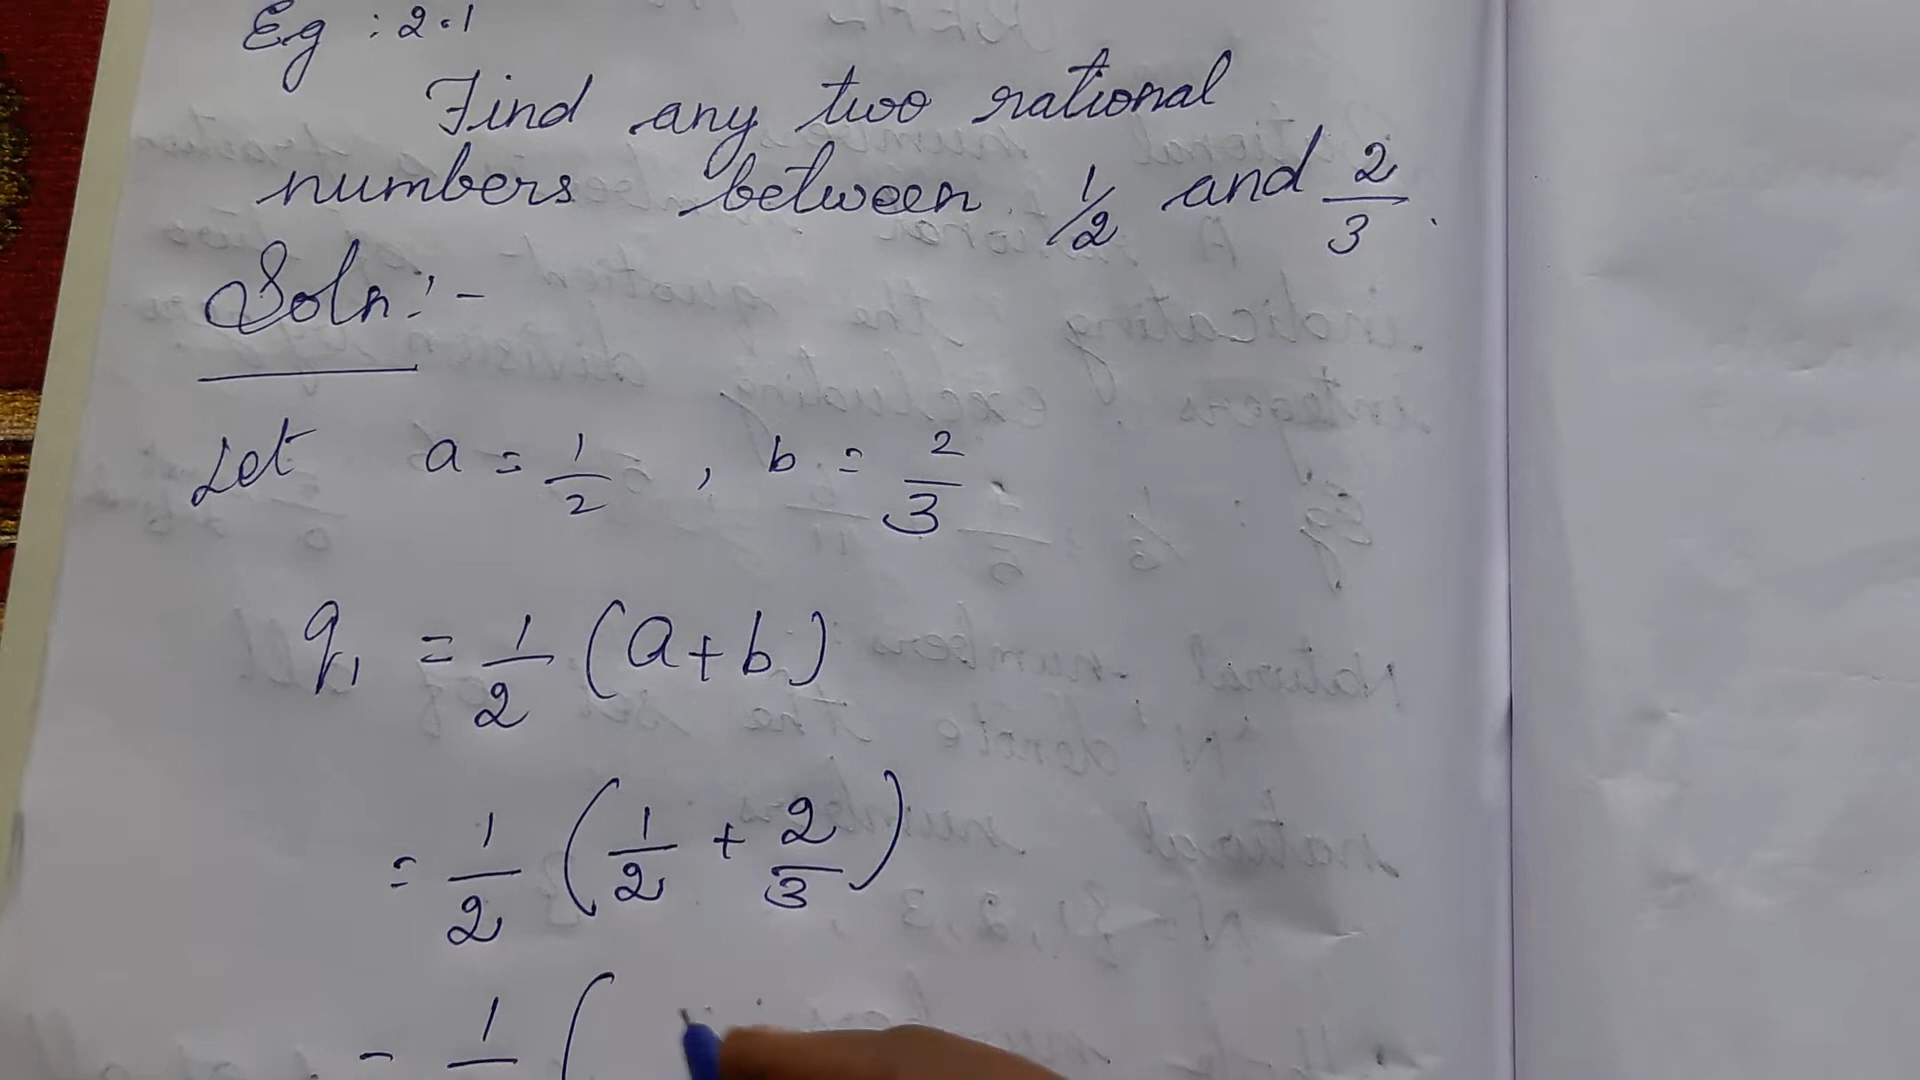 Eg : 2.1
Find any two rational
numbers between 1/2 and 2/3.
Soln:-
Let a = 1/2 , b = 2/3
q₁ = 1/2 (a+b)
= 1/2 (1/2 + 2/3)
= 1/ (